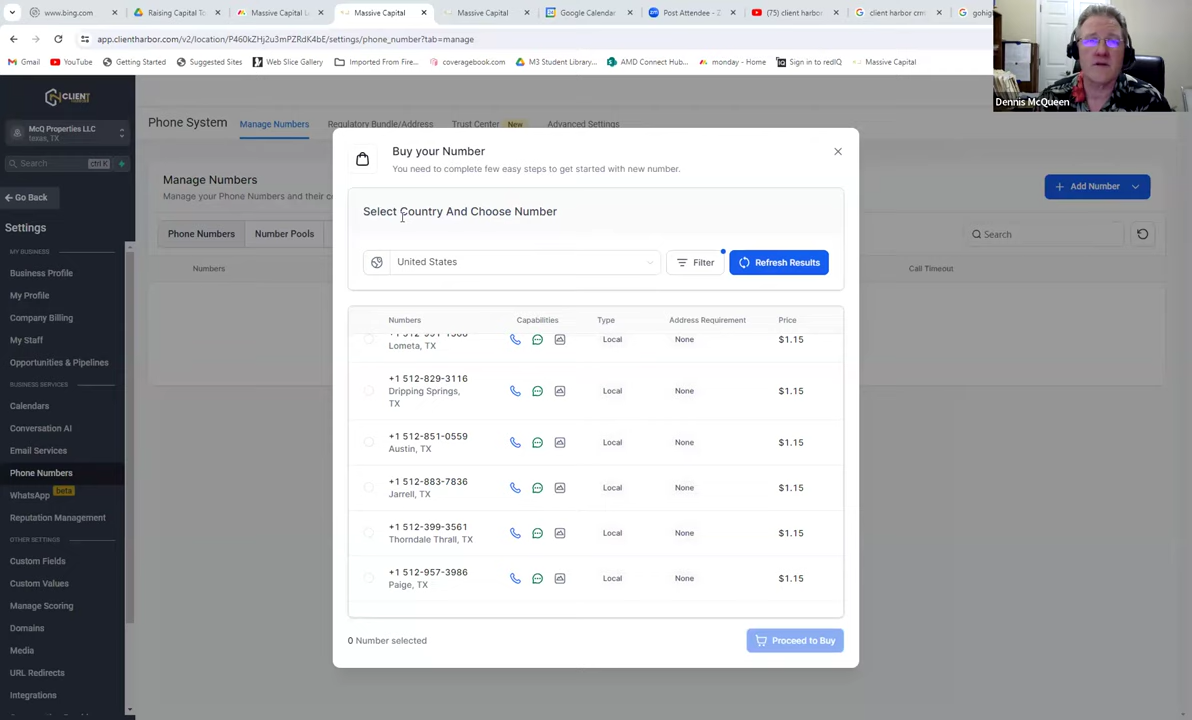 www.bing.com
Raising Capital To
Massive Capital L
Massive Capital
Massive Capital
Google Calendar
Post Attendee - Z
(75) client harbor
client harbor crm
gohig
app.clientharbor.com/v2/location/P460kZHj2u3mPZRdK4bE/settings/phone_number?tab=manage
Gmail
YouTube
Getting Started
Suggested Sites
Web Slice Gallery
Imported From Fire...
coveragebook.com
M3 Student Library...
AMD Connect Hub...
monday - Home
Sign in to redIQ
Massive Capital
Dennis McQueen
CLIENT
McQ Properties LLC
texas, TX
Search
ctrl K
Go Back
Settings
MY BUSINESS
Business Profile
My Profile
Company Billing
My Staff
Opportunities & Pipelines
BUSINESS SERVICES
Calendars
Conversation AI
Email Services
Phone Numbers
WhatsApp beta
Reputation Management
OTHER SETTINGS
Custom Fields
Custom Values
Manage Scoring
Domains
Media
URL Redirects
Integrations
Phone System
Manage Numbers
Regulatory Bundle/Address
Trust Center New
Advanced Settings
Manage Numbers
Manage your Phone Numbers and their co
Add Number
Phone Numbers
Number Pools
Search
Numbers
Call Timeout
Buy your Number
You need to complete few easy steps to get started with new number.
Select Country And Choose Number
United States
Filter
Refresh Results
Numbers Capabilities Type Address Requirement Price
Lometa, TX Local None $1.15
+1 512-829-3116
Dripping Springs,
TX
Local None $1.15
+1 512-851-0559
Austin, TX
Local None $1.15
+1 512-883-7836
Jarrell, TX
Local None $1.15
+1 512-399-3561
Thorndale Thrall, TX
Local None $1.15
+1 512-957-3986
Paige, TX
Local None $1.15
0 Number selected
Proceed to Buy